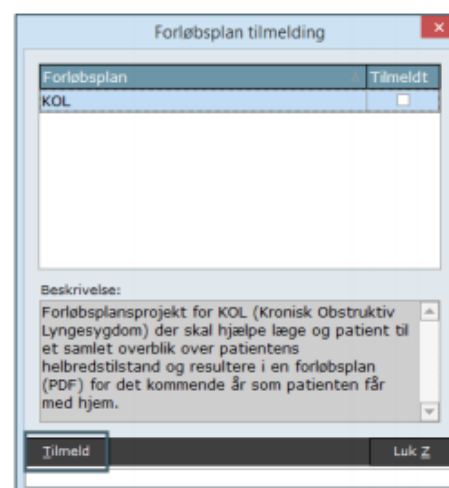 Forløbsplan tilmelding
Forløbsplan Tilmeldt
KOL
Beskrivelse:
Forløbsplansprojekt for KOL (Kronisk Obstruktiv
Lyngesygdom) der skal hjælpe læge og patient til
et samlet overblik over patientens
helbredstilstand og resultere i en forløbsplan
(PDF) for det kommende år som patienten får
med hjem.
Tilmeld Luk Z